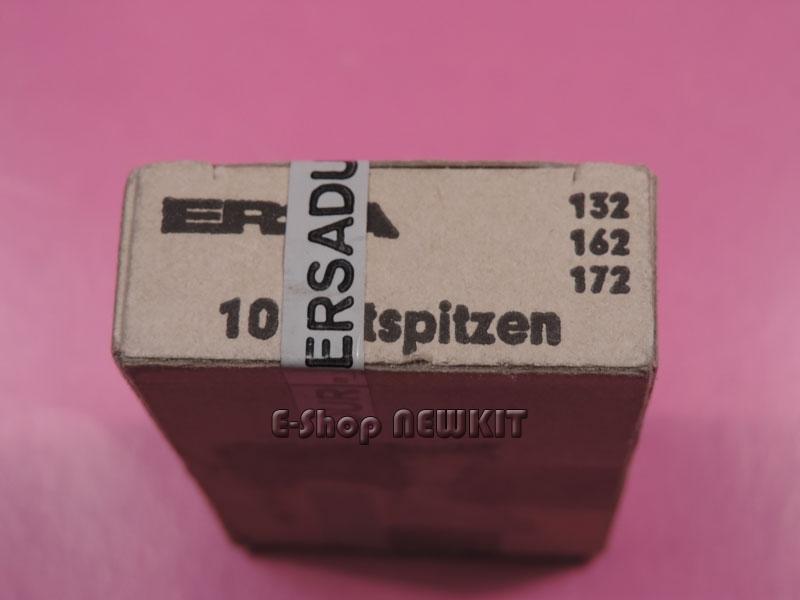 ERSA
132
162
172
10 tspitzen
ERSADU
E-Shop NEWKIT